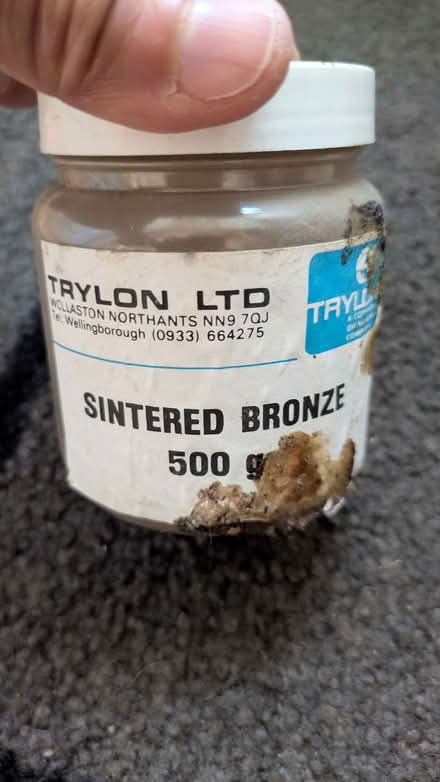 TRYLON LTD
WOLLASTON NORTHANTS NN9 7QJ
Tel. Wellingborough (0933) 664275
SINTERED BRONZE
500 g